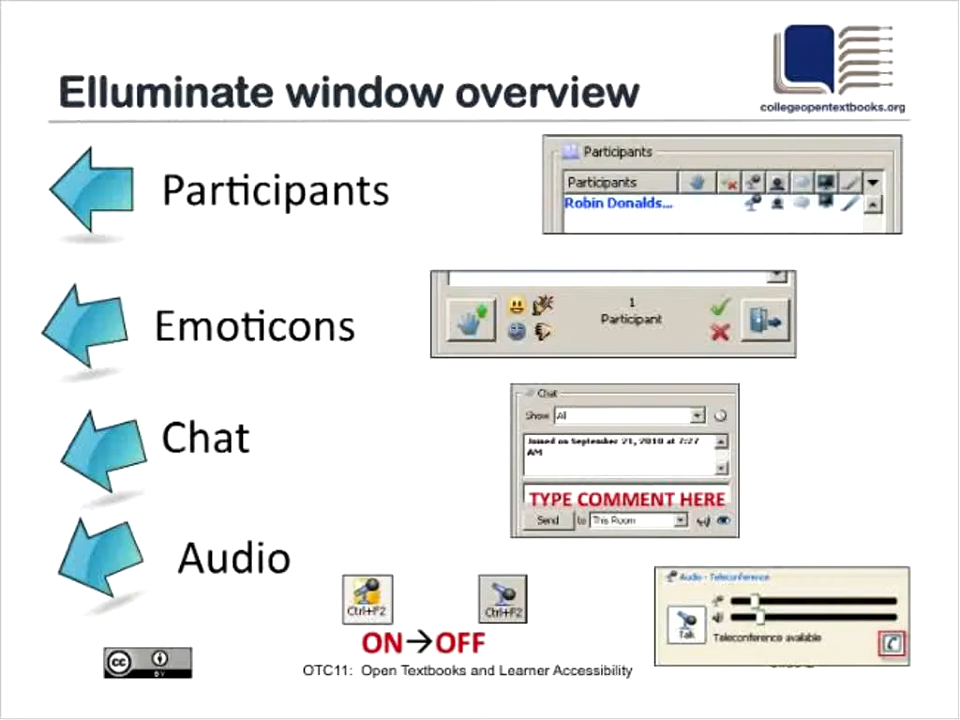 Elluminate window overview
collegeopentextbooks.org
Participants
Participants
Participants
Robin Donalds...
Emoticons
1
Participant
Chat
Chat
Show All
Joined on September 21, 2010 at 7:27
AM
TYPE COMMENT HERE
Send to This Room
Audio
Ctrl+F2
Ctrl+F2
ON→OFF
Audio - Teleconference
Talk
Teleconference available
cc
BY
OTC11: Open Textbooks and Learner Accessibility